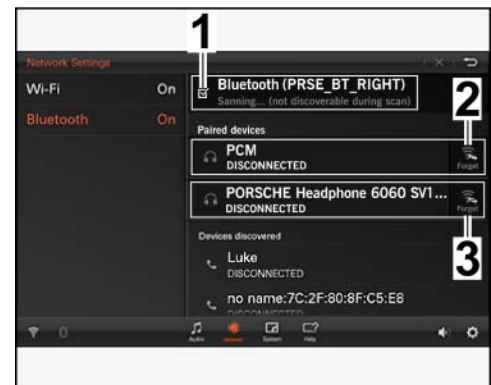 1
Network Settings
Wi-Fi On
Bluetooth On
Bluetooth (PRSE_BT_RIGHT)
Sanning... (not discoverable during scan)
2
Paired devices
PCM
DISCONNECTED
Forget
PORSCHE Headphone 6060 SV1...
DISCONNECTED
Forget
3
Devices discovered
Luke
DISCONNECTED
no name:7C:2F:80:8F:C5:E8
DISCONNECTED
0
Audio Network System Help